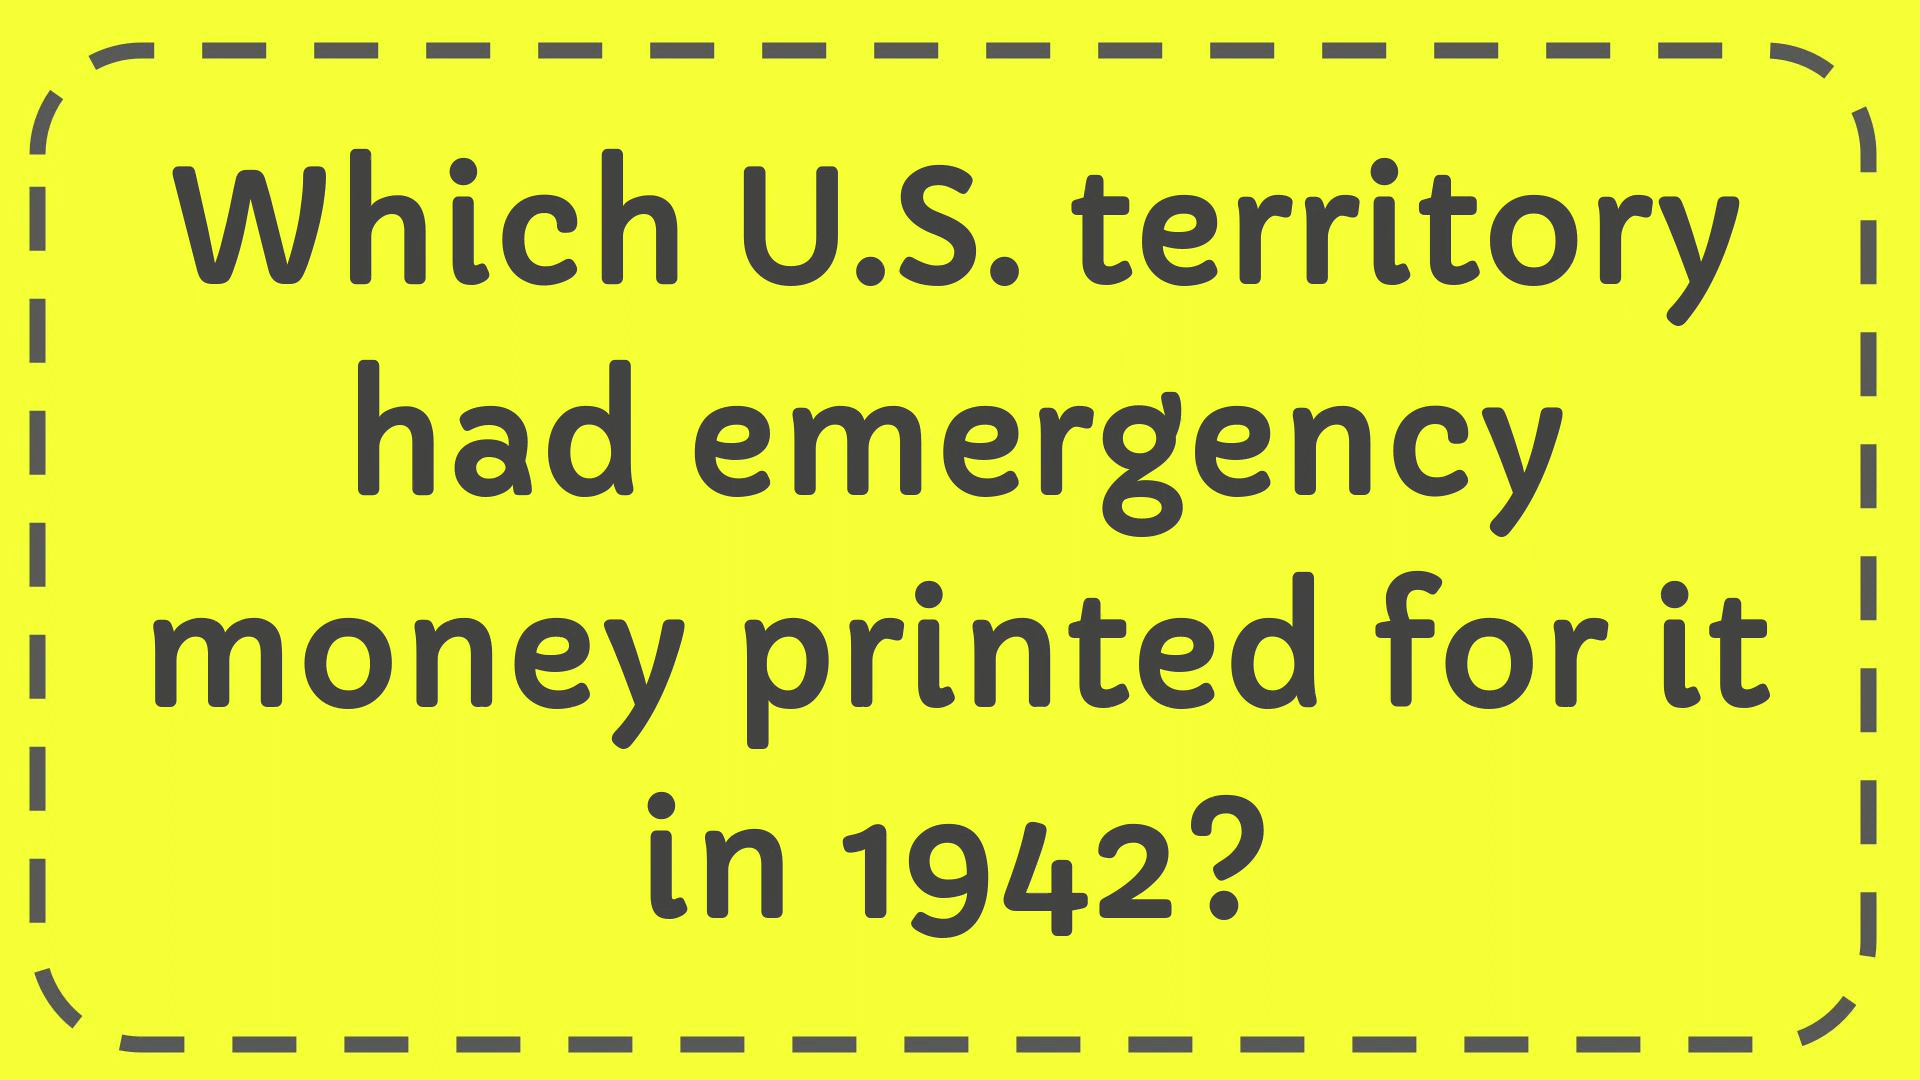 Which U.S. territory
had emergency
money printed for it
in 1942?